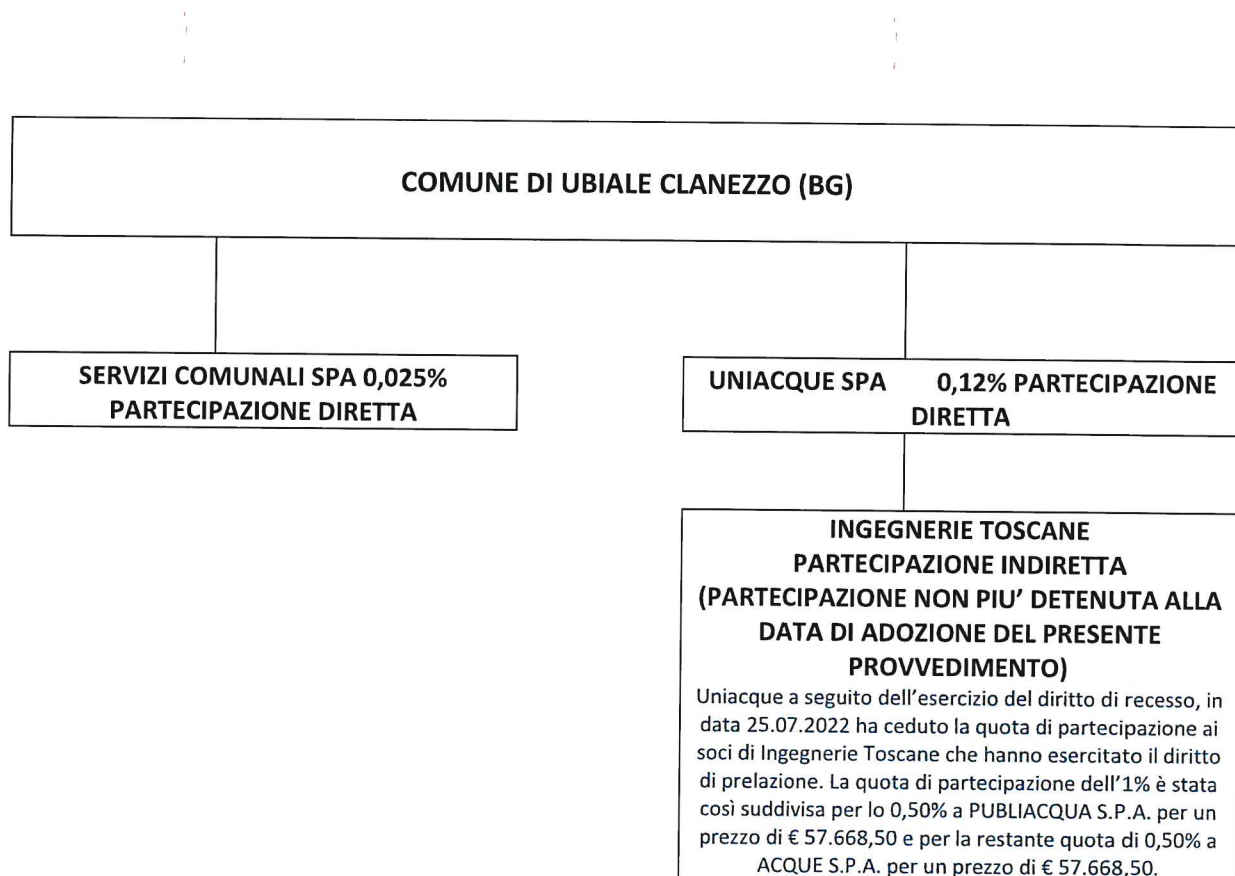 COMUNE DI UBIALE CLANEZZO (BG)
SERVIZI COMUNALI SPA 0,025%
PARTECIPAZIONE DIRETTA
UNIACQUE SPA 0,12% PARTECIPAZIONE
DIRETTA
INGEGNERIE TOSCANE
PARTECIPAZIONE INDIRETTA
(PARTECIPAZIONE NON PIU' DETENUTA ALLA
DATA DI ADOZIONE DEL PRESENTE
PROVVEDIMENTO)
Uniacque a seguito dell'esercizio del diritto di recesso, in
data 25.07.2022 ha ceduto la quota di partecipazione ai
soci di Ingegnerie Toscane che hanno esercitato il diritto
di prelazione. La quota di partecipazione dell'1% è stata
così suddivisa per lo 0,50% a PUBLIACQUA S.P.A. per un
prezzo di € 57.668,50 e per la restante quota di 0,50% a
ACQUE S.P.A. per un prezzo di € 57.668,50.